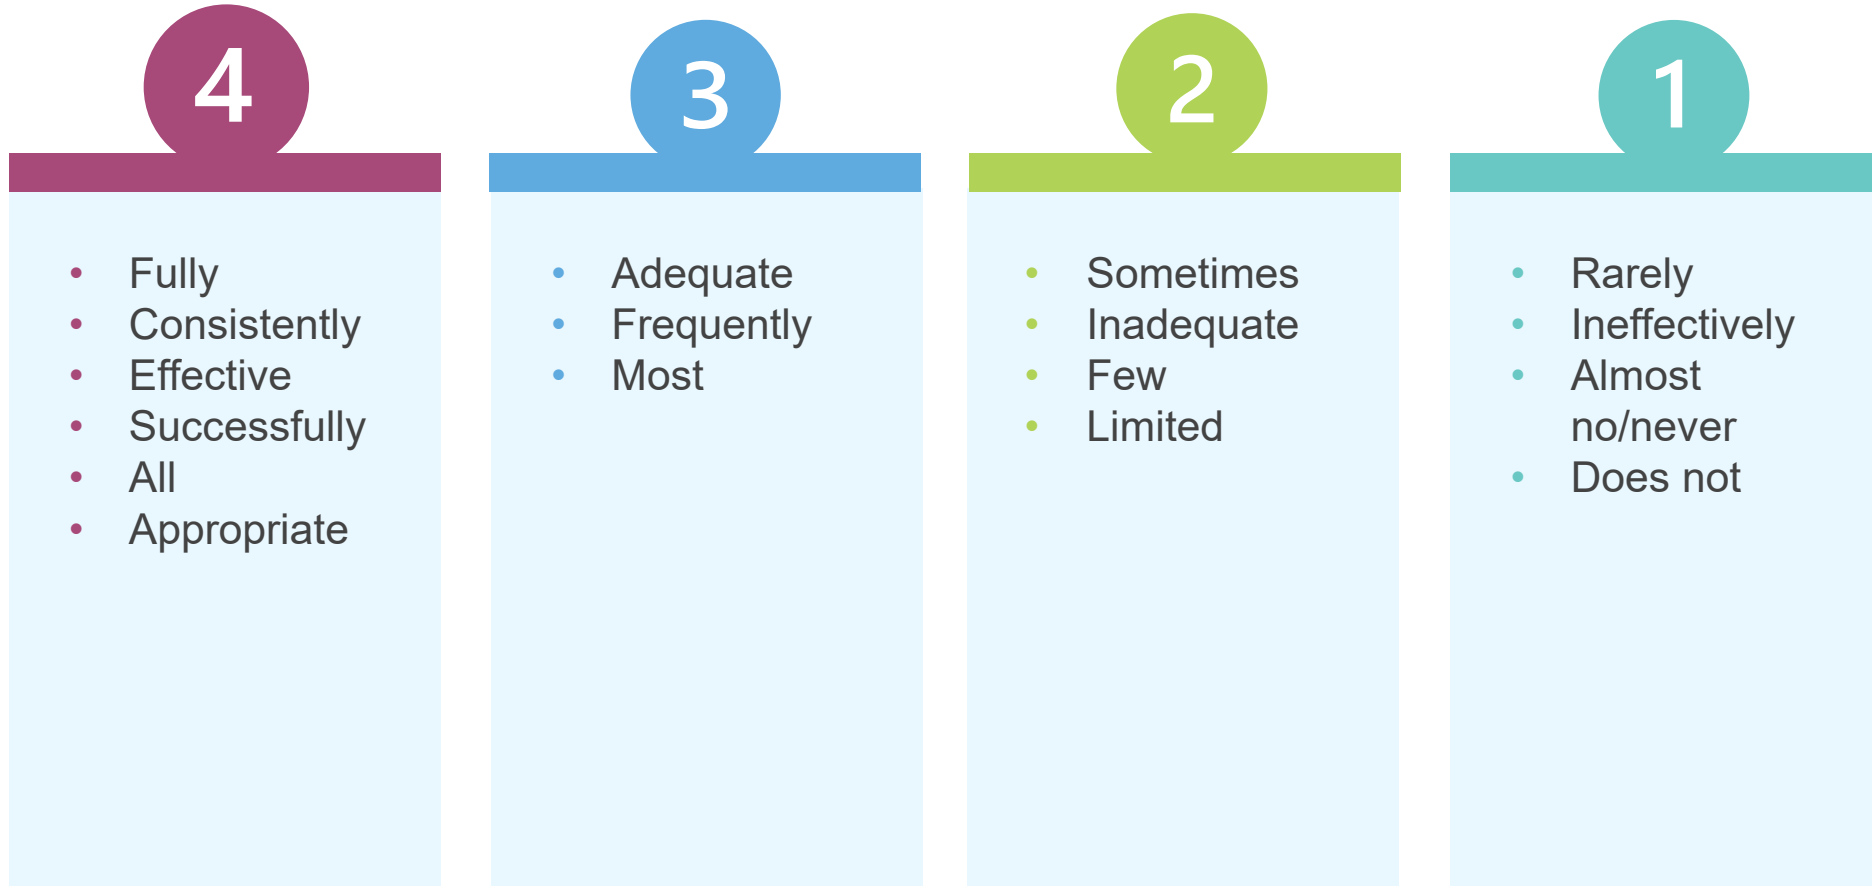 4
• Fully
• Consistently
• Effective
• Successfully
• All
• Appropriate
3
• Adequate
• Frequently
• Most
2
• Sometimes
• Inadequate
• Few
• Limited
1
• Rarely
• Ineffectively
• Almost
no/never
• Does not